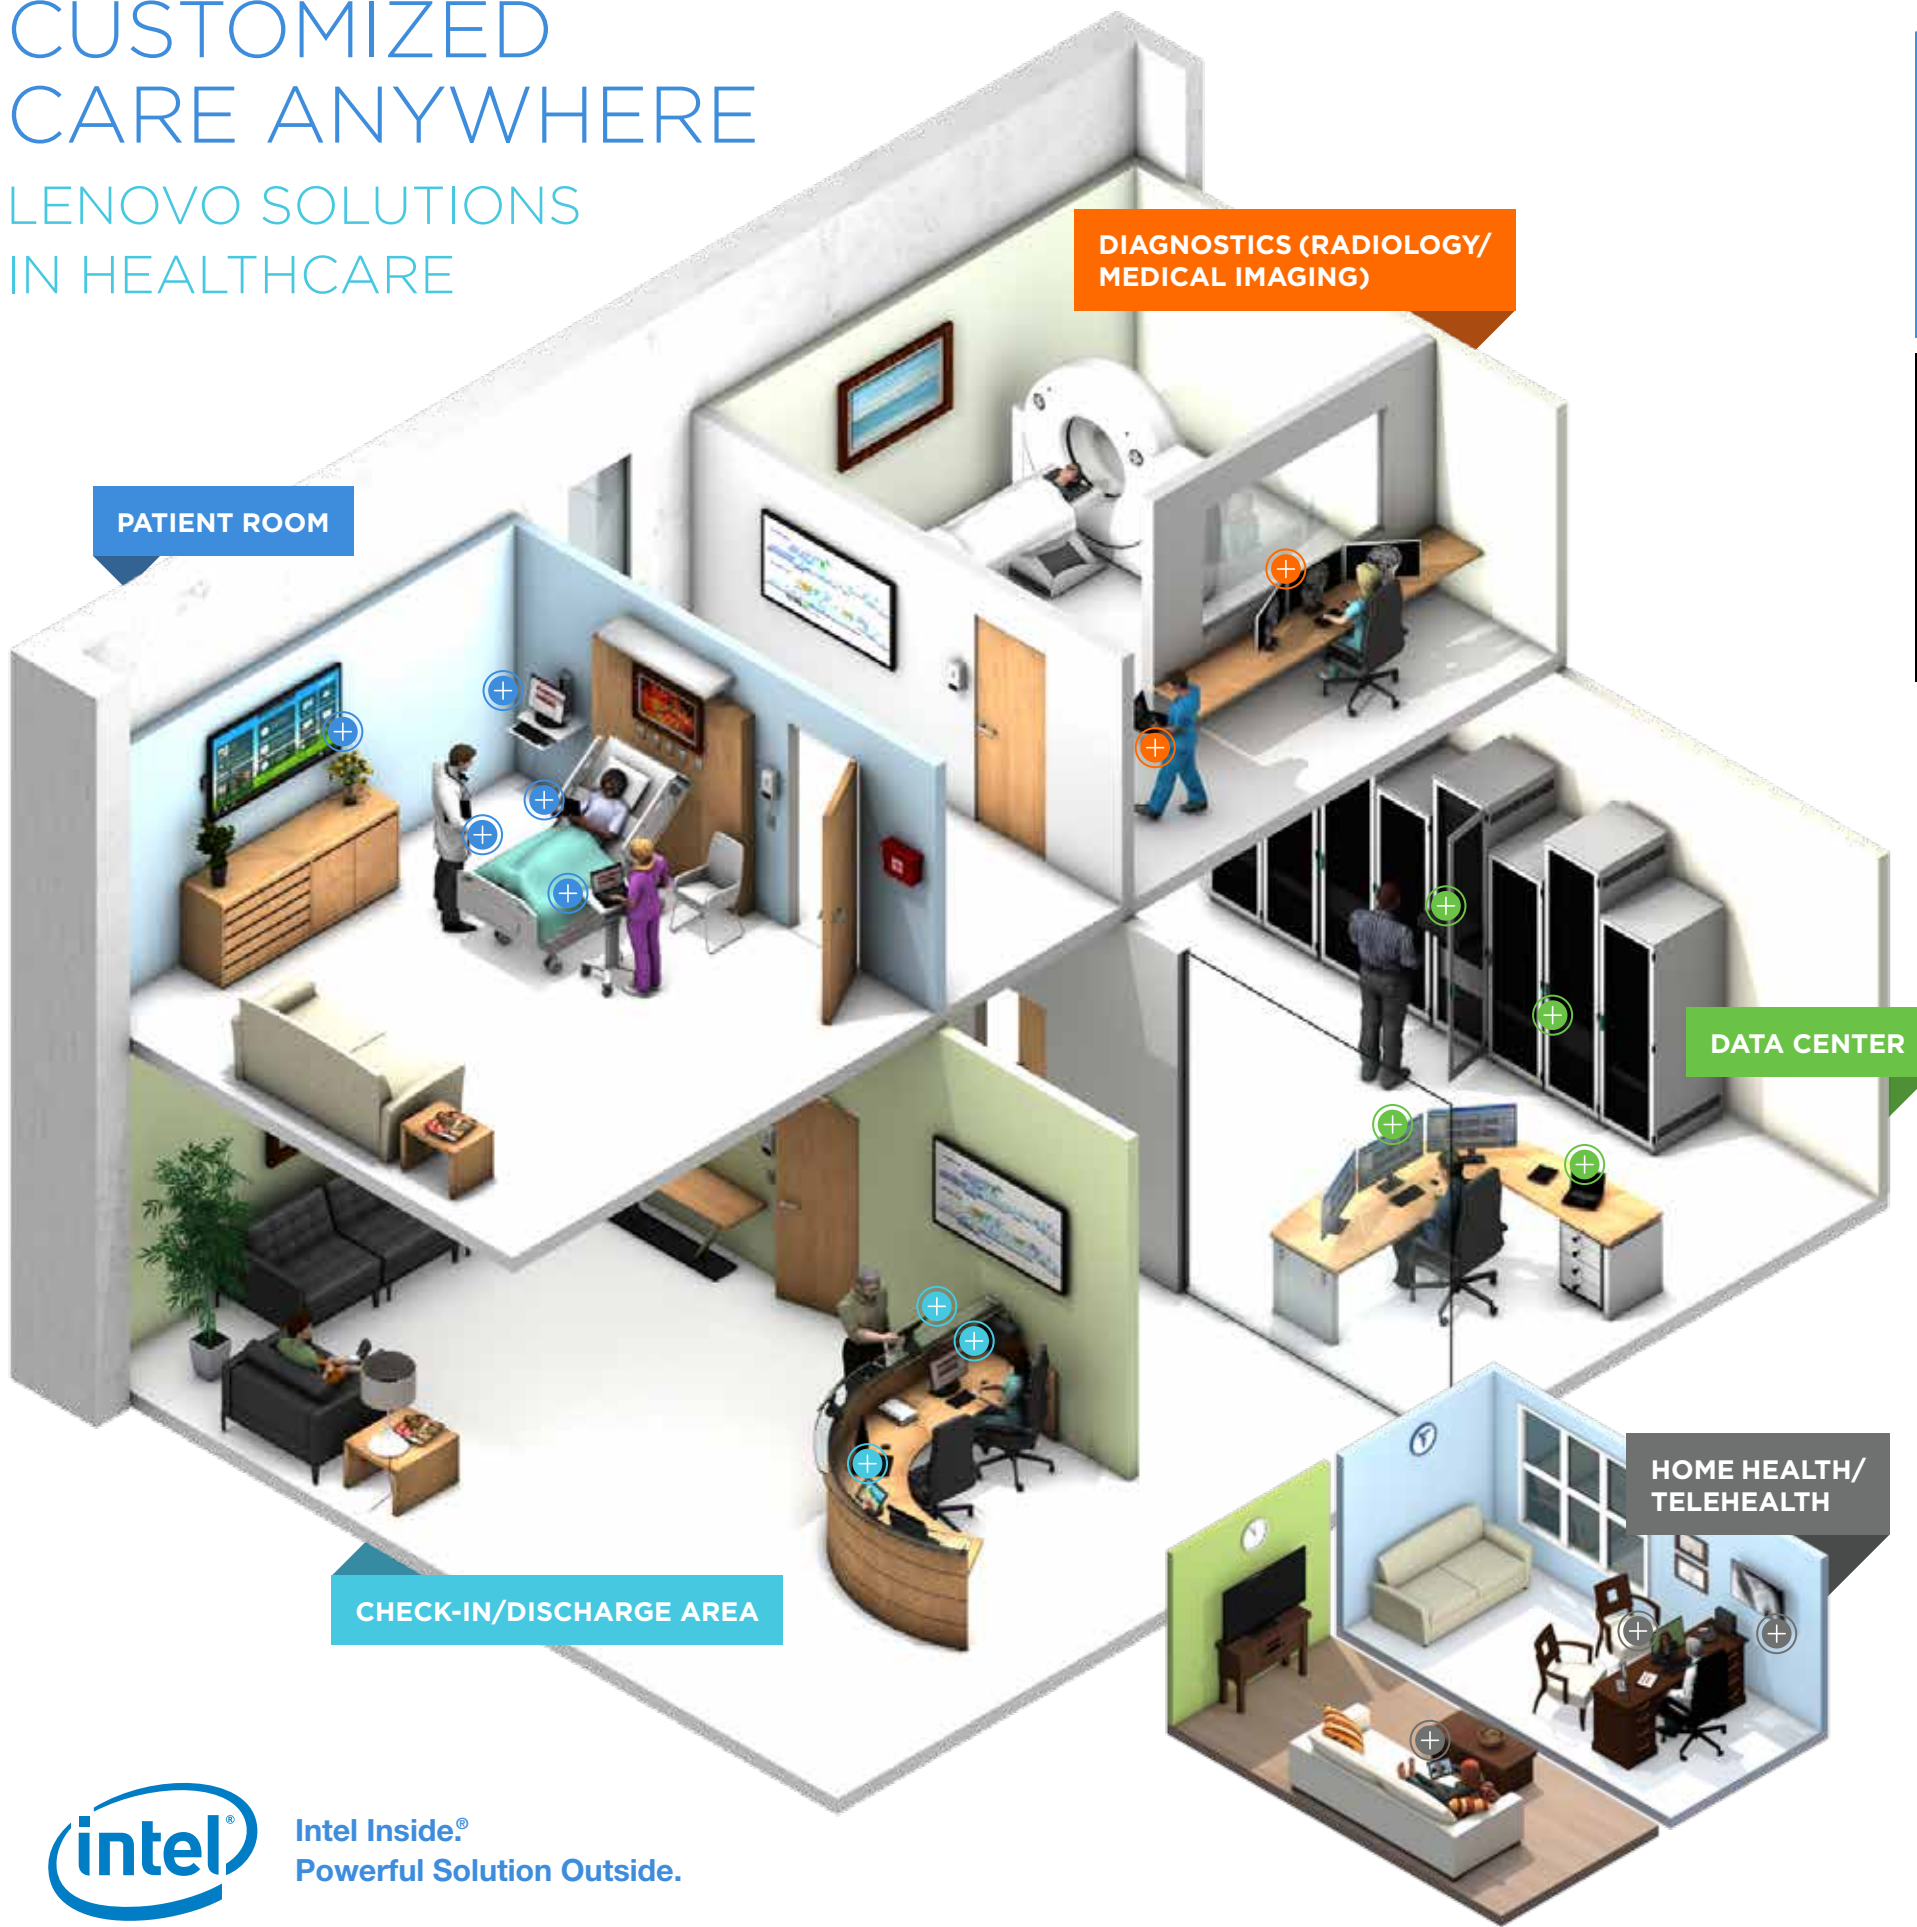 CUSTOMIZED
CARE ANYWHERE
LENOVO SOLUTIONS
IN HEALTHCARE
DIAGNOSTICS (RADIOLOGY/
MEDICAL IMAGING)
PATIENT ROOM
DATA CENTER
HOME HEALTH/
TELEHEALTH
CHECK-IN/DISCHARGE AREA
intel®
Intel Inside.®
Powerful Solution Outside.